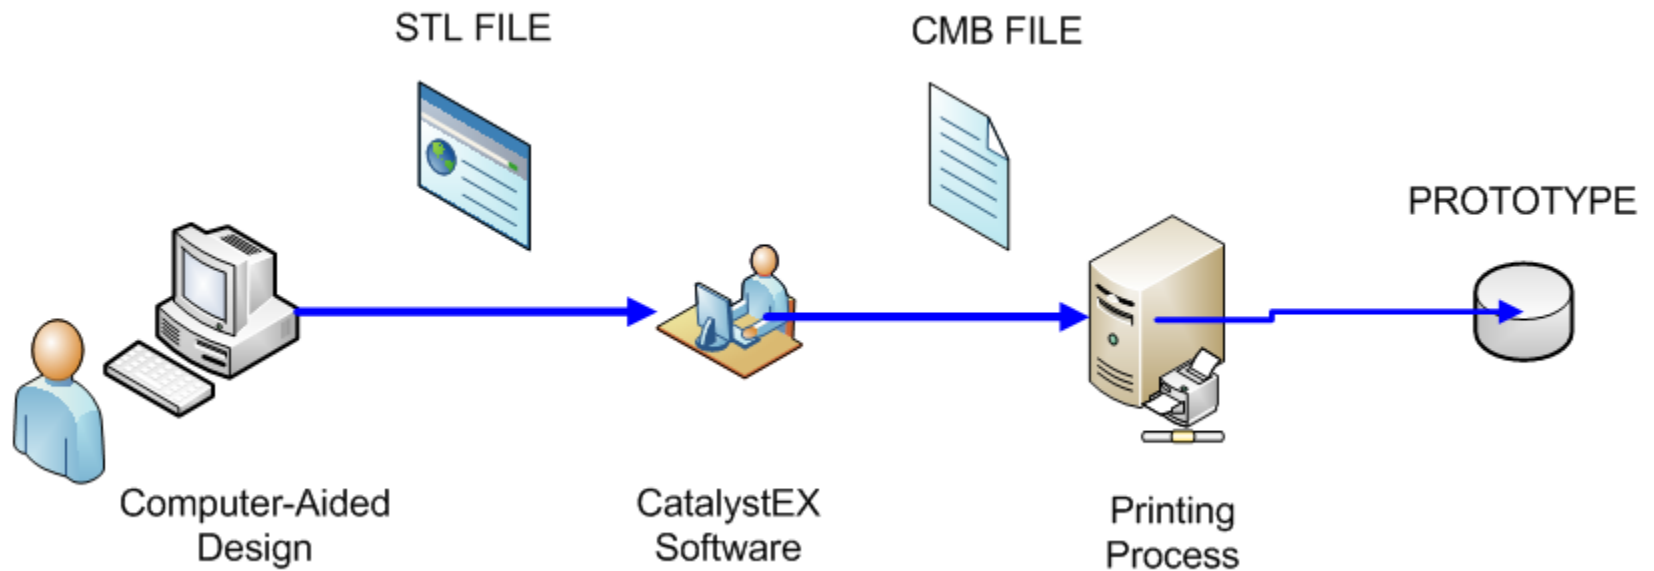 STL FILE
CMB FILE
PROTOTYPE
Computer-Aided
Design
CatalystEX
Software
Printing
Process